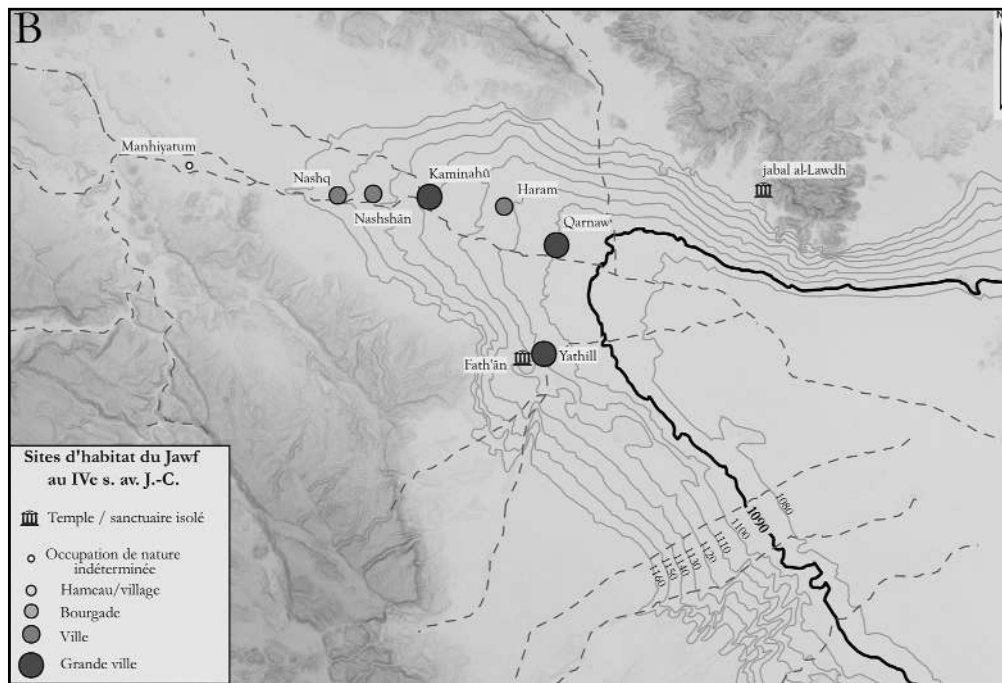 B
N
Manhiyatum
Nashq
Nashshân
Kaminahû
Haram
Qarnaw
jabal al-Lawdh
Fath'ân
Yathill
1160
1150
1140
1130
1120
1110
1100
1090
1080
Sites d'habitat du Jawf
au IVe s. av. J.-C.
Temple / sanctuaire isolé
Occupation de nature
indéterminée
Hameau/village
Bourgade
Ville
Grande ville